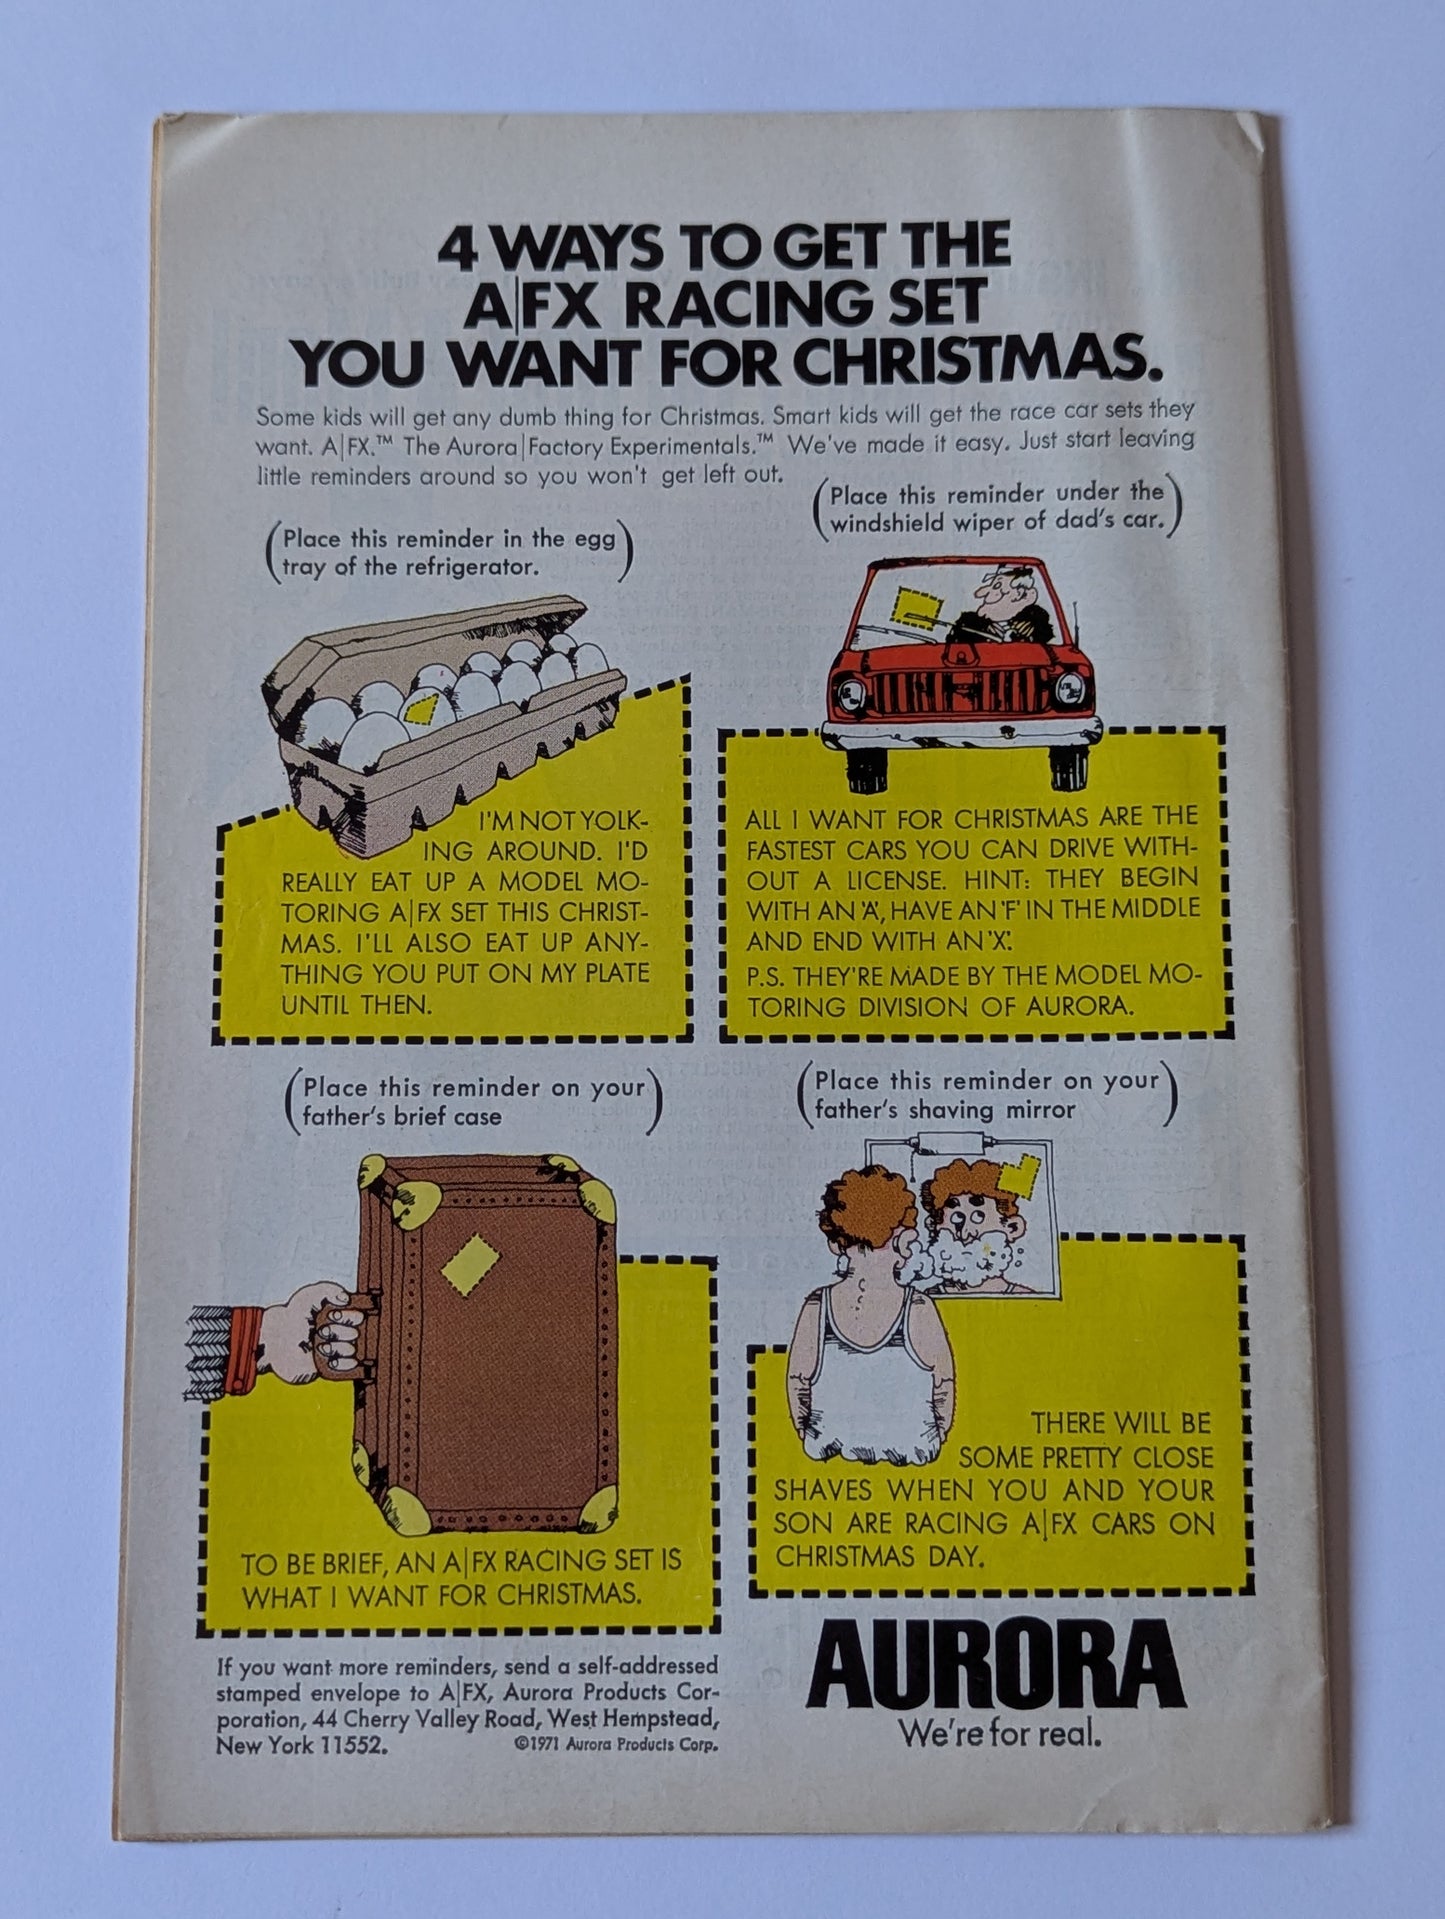 4 WAYS TO GET THE
A|FX RACING SET
YOU WANT FOR CHRISTMAS.
Some kids will get any dumb thing for Christmas. Smart kids will get the race car sets they
want. A|FX.™ The Aurora|Factory Experimentals.™ We've made it easy. Just start leaving
little reminders around so you won't get left out.
(Place this reminder in the egg
tray of the refrigerator.)
I'M NOT YOLK-
ING AROUND. I'D
REALLY EAT UP A MODEL MO-
TORING A|FX SET THIS CHRIST-
MAS. I'LL ALSO EAT UP ANY-
THING YOU PUT ON MY PLATE
UNTIL THEN.
(Place this reminder under the
windshield wiper of dad's car.)
ALL I WANT FOR CHRISTMAS ARE THE
FASTEST CARS YOU CAN DRIVE WITH-
OUT A LICENSE. HINT: THEY BEGIN
WITH AN 'A', HAVE AN 'F' IN THE MIDDLE
AND END WITH AN 'X'.
P.S. THEY'RE MADE BY THE MODEL MO-
TORING DIVISION OF AURORA.
(Place this reminder on your
father's brief case)
TO BE BRIEF, AN A|FX RACING SET IS
WHAT I WANT FOR CHRISTMAS.
(Place this reminder on your
father's shaving mirror)
THERE WILL BE
SOME PRETTY CLOSE
SHAVES WHEN YOU AND YOUR
SON ARE RACING A|FX CARS ON
CHRISTMAS DAY.
If you want more reminders, send a self-addressed
stamped envelope to A|FX, Aurora Products Cor-
poration, 44 Cherry Valley Road, West Hempstead,
New York 11552. ©1971 Aurora Products Corp.
AURORA
We're for real.